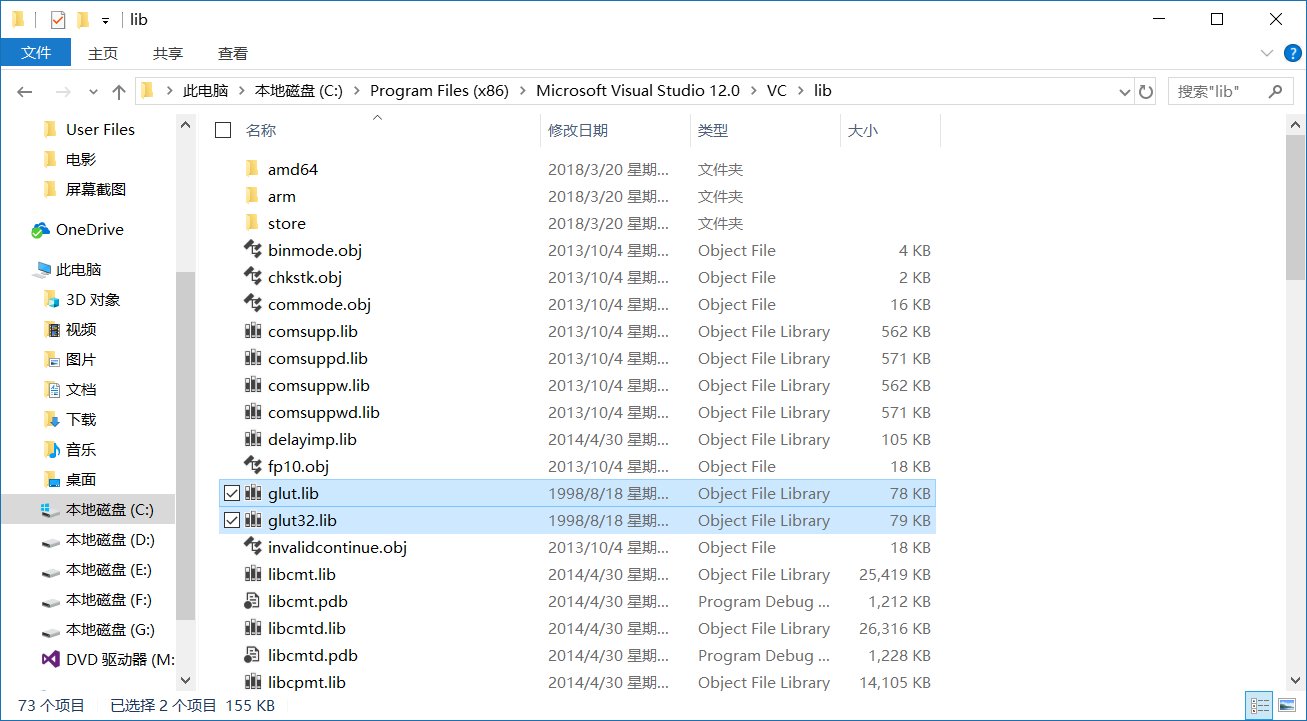 lib
文件 主页 共享 查看
此电脑 本地磁盘 (C:) Program Files (x86) Microsoft Visual Studio 12.0 VC lib 搜索"lib"
User Files
电影
屏幕截图
OneDrive
此电脑
3D 对象
视频
图片
文档
下载
音乐
桌面
本地磁盘 (C:)
本地磁盘 (D:)
本地磁盘 (E:)
本地磁盘 (F:)
本地磁盘 (G:)
DVD 驱动器 (M:
名称 修改日期 类型 大小
amd64 2018/3/20 星期... 文件夹
arm 2018/3/20 星期... 文件夹
store 2018/3/20 星期... 文件夹
binmode.obj 2013/10/4 星期... Object File 4 KB
chkstk.obj 2013/10/4 星期... Object File 2 KB
commode.obj 2013/10/4 星期... Object File 16 KB
comsupp.lib 2013/10/4 星期... Object File Library 562 KB
comsuppd.lib 2013/10/4 星期... Object File Library 571 KB
comsuppw.lib 2013/10/4 星期... Object File Library 562 KB
comsuppwd.lib 2013/10/4 星期... Object File Library 571 KB
delayimp.lib 2014/4/30 星期... Object File Library 105 KB
fp10.obj 2013/10/4 星期... Object File 18 KB
glut.lib 1998/8/18 星期... Object File Library 78 KB
glut32.lib 1998/8/18 星期... Object File Library 79 KB
invalidcontinue.obj 2013/10/4 星期... Object File 18 KB
libcmt.lib 2014/4/30 星期... Object File Library 25,419 KB
libcmt.pdb 2014/4/30 星期... Program Debug ... 1,212 KB
libcmtd.lib 2014/4/30 星期... Object File Library 26,316 KB
libcmtd.pdb 2014/4/30 星期... Program Debug ... 1,228 KB
libcpmt.lib 2014/4/30 星期... Object File Library 14,105 KB
73 个项目 已选择 2 个项目 155 KB